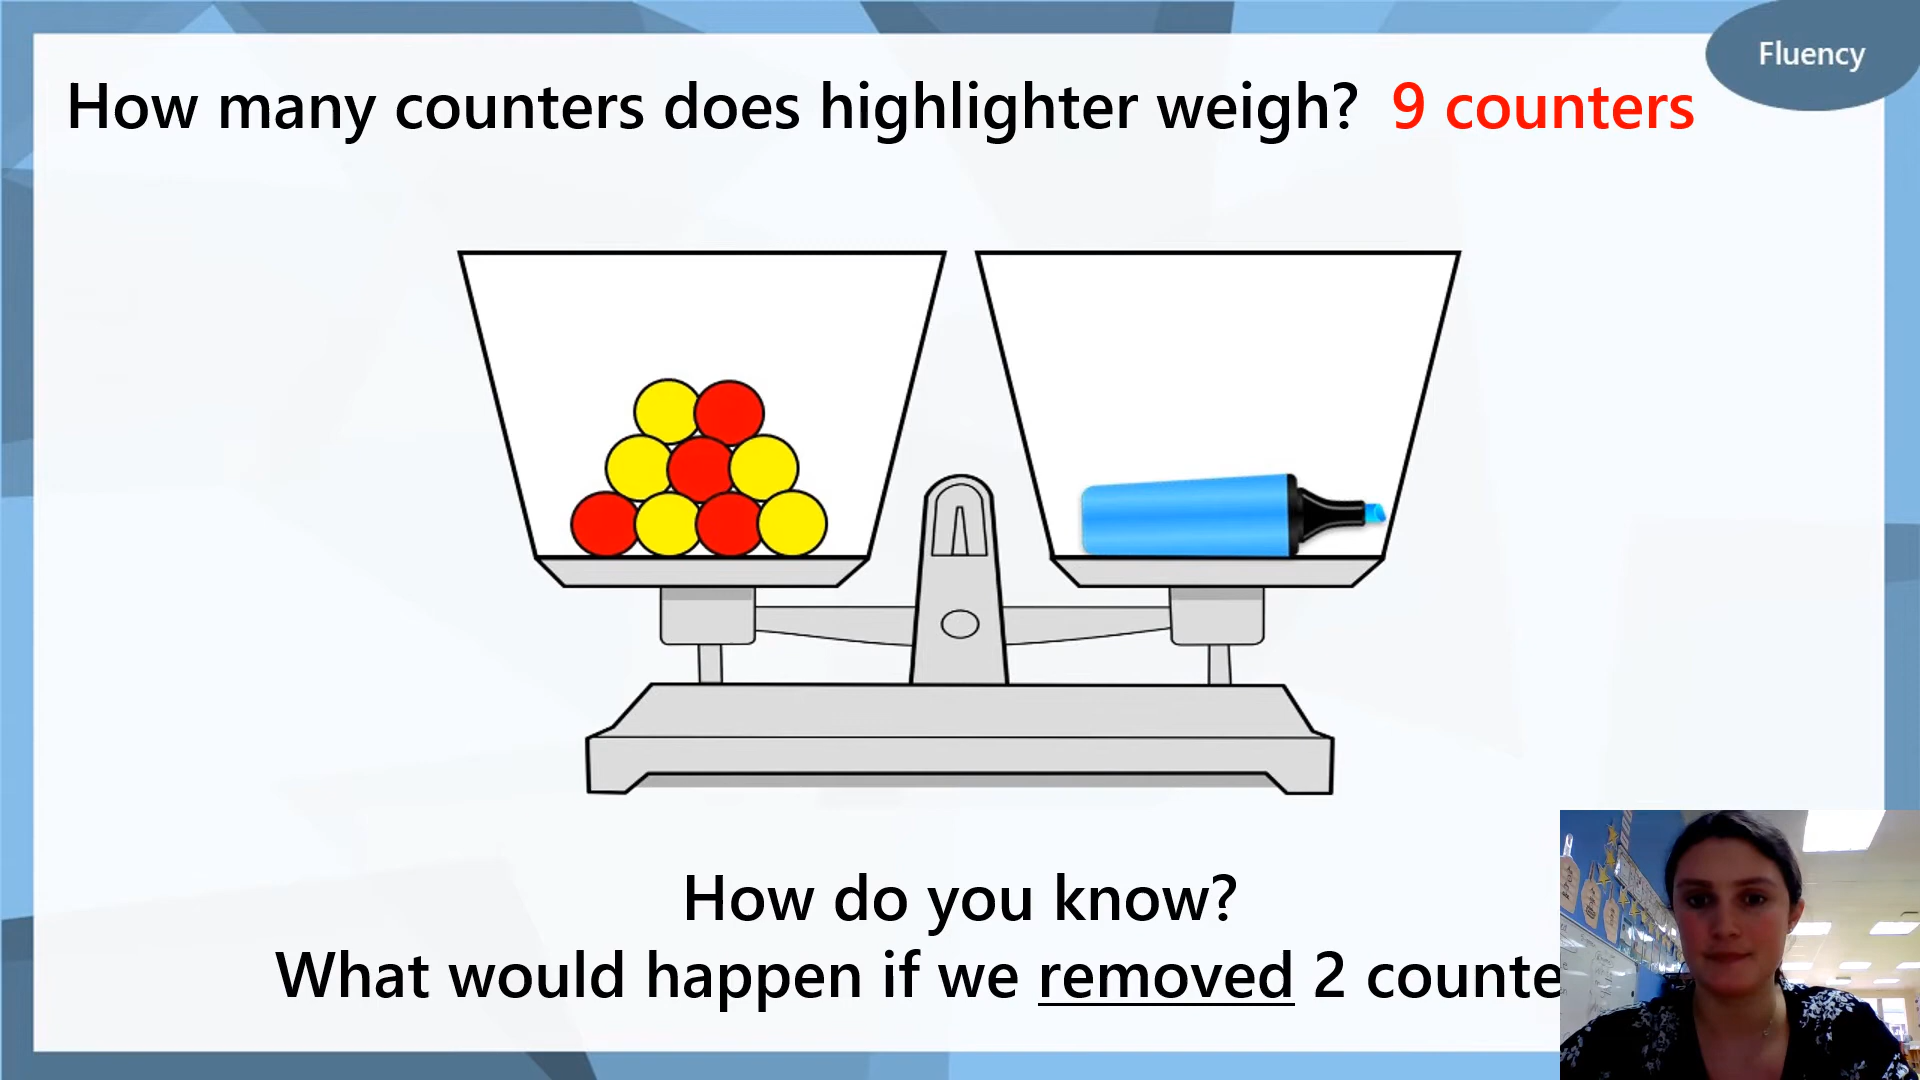 Fluency
How many counters does highlighter weigh? 9 counters
How do you know?
What would happen if we removed 2 counte